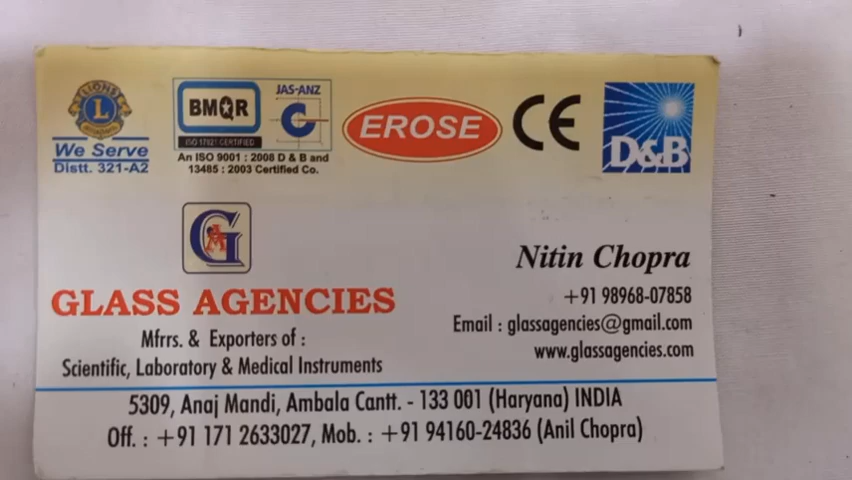 LIONS
L
We Serve
Distt. 321-A2
BMQR
JAS-ANZ
C
ISO 17021 CERTIFIED
An ISO 9001 : 2008 D & B and
13485 : 2003 Certified Co.
EROSE
CE
D&B
GLASS AGENCIES
Mfrrs. & Exporters of :
Scientific, Laboratory & Medical Instruments
Nitin Chopra
+91 98968-07858
Email : glassagencies@gmail.com
www.glassagencies.com
5309, Anaj Mandi, Ambala Cantt. - 133 001 (Haryana) INDIA
Off. : +91 171 2633027, Mob. : +91 94160-24836 (Anil Chopra)